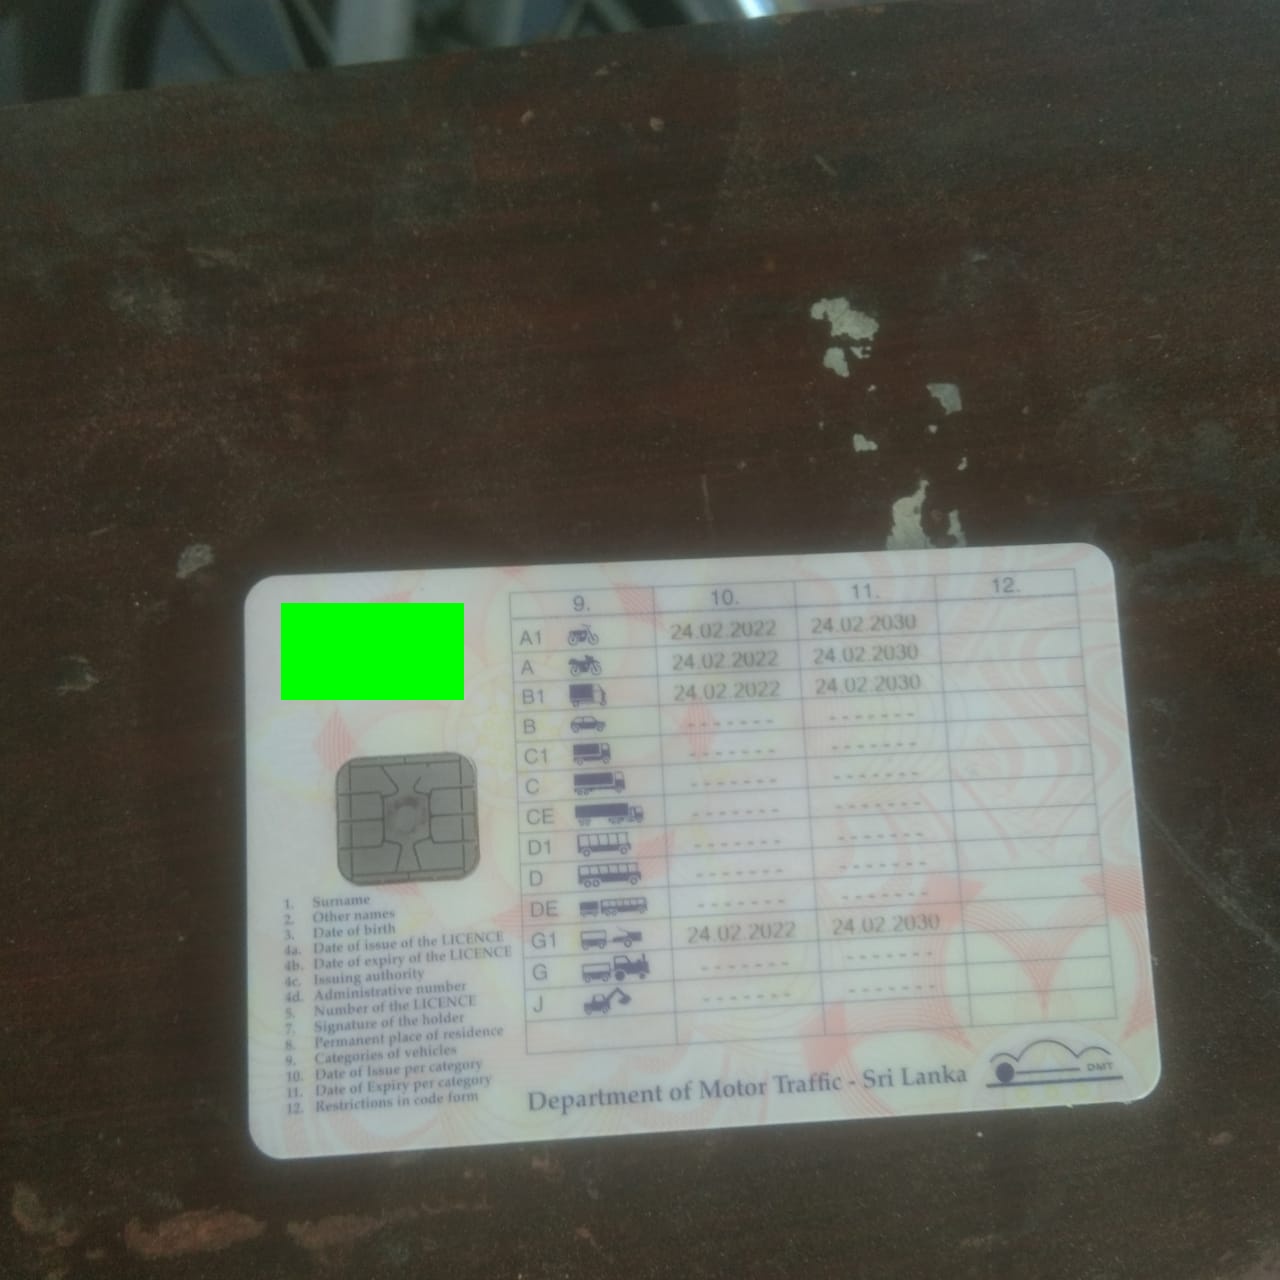 9. 10. 11. 12.
A1 24.02.2022 24.02.2030
A 24.02.2022 24.02.2030
B1 24.02.2022 24.02.2030
B - - - - - - - - - - - - - -
C1 - - - - - - - - - - - - - -
C - - - - - - - - - - - - - -
CE - - - - - - - - - - - - - -
D1 - - - - - - - - - - - - - -
D - - - - - - - - - - - - - -
DE - - - - - - - - - - - - - -
G1 24.02.2022 24.02.2030
G - - - - - - - - - - - - - -
J - - - - - - - - - - - - - -
1. Surname
2. Other names
3. Date of birth
4a. Date of issue of the LICENCE
4b. Date of expiry of the LICENCE
4c. Issuing authority
4d. Administrative number
5. Number of the LICENCE
7. Signature of the holder
8. Permanent place of residence
9. Categories of vehicles
10. Date of Issue per category
11. Date of Expiry per category
12. Restrictions in code form
Department of Motor Traffic - Sri Lanka
DMT